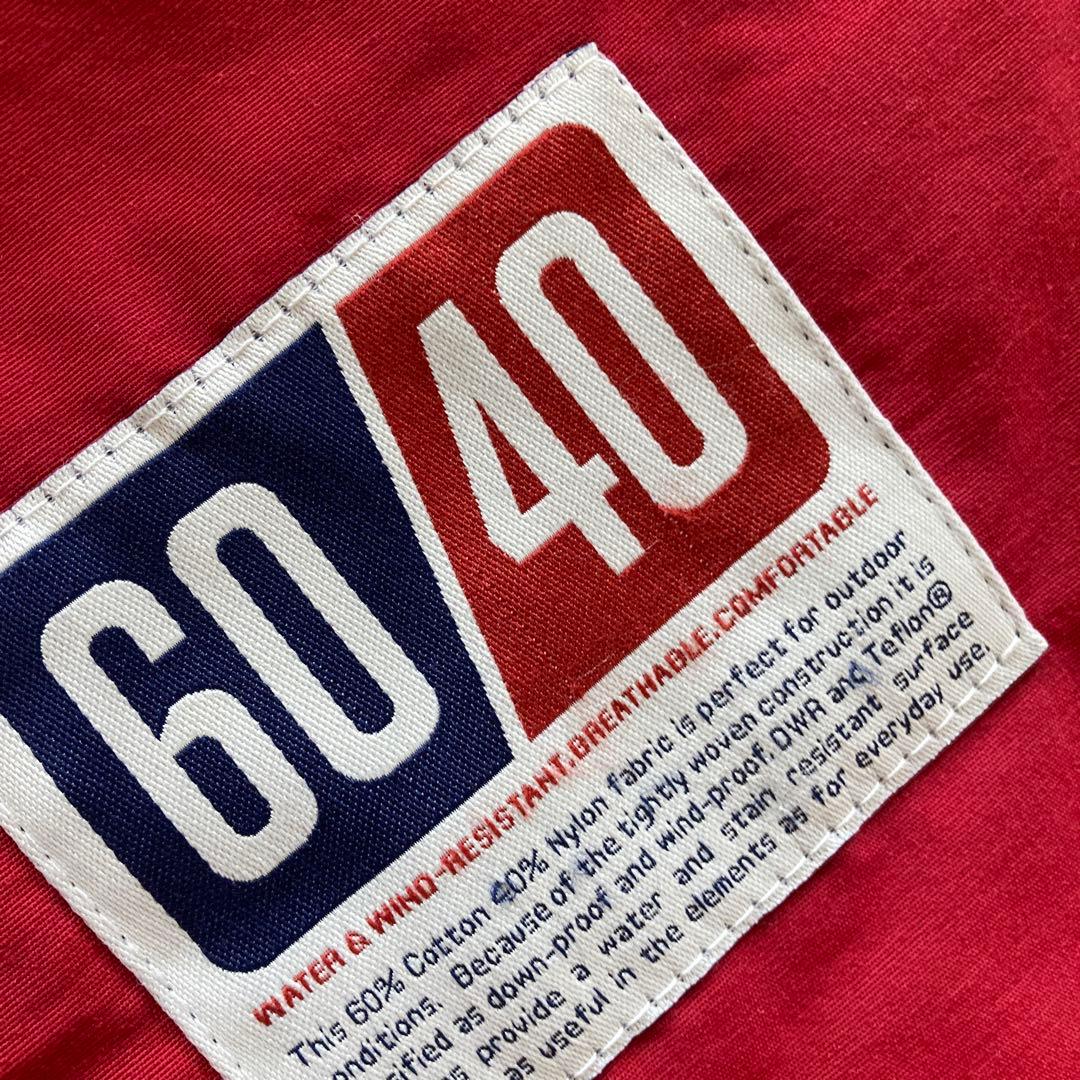 60 40
WATER & WIND-RESISTANT, BREATHABLE, COMFORTABLE
This 60% Cotton 40% Nylon fabric is perfect for outdoor
onditions. Because of the tightly woven construction it is
sified as down-proof and wind-proof. DWR and Teflon®
s provide a water and stain resistant surface
as useful in the elements as for everyday use.